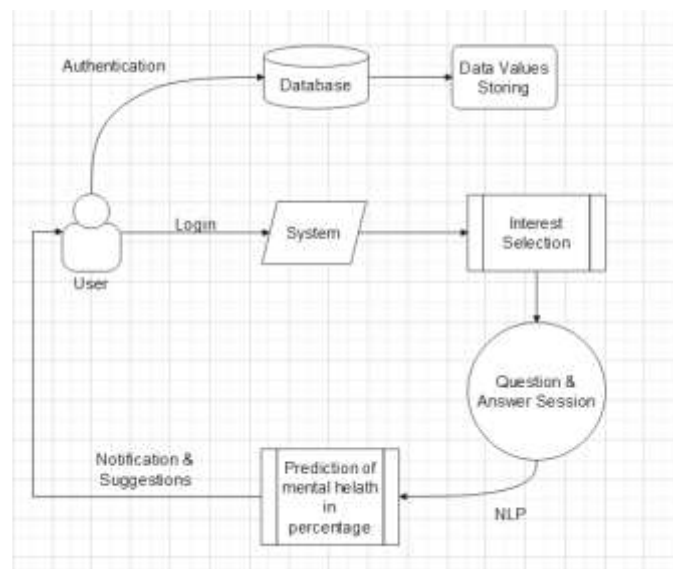 Authentication
Database
Data Values
Storing
Login
System
Interest
Selection
User
Question &
Answer Session
Notification &
Suggestions
Prediction of
mental helath
in
percentage
NLP